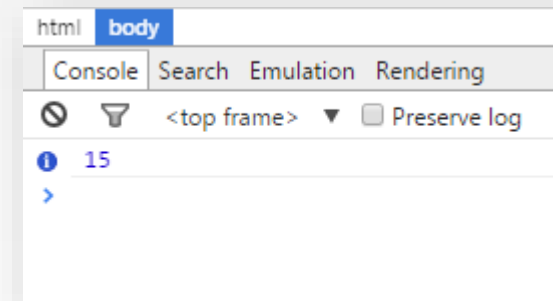 html body
Console Search Emulation Rendering
<top frame> ▼ Preserve log
15
>